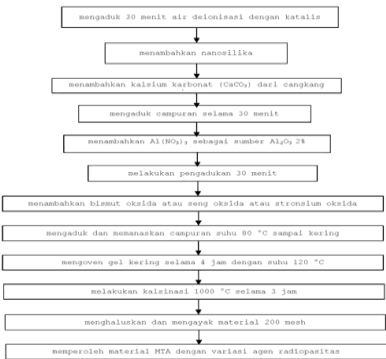 mengaduk 30 menit air deionisasi dengan katalis
menambahkan nanosilika
menambahkan kalsium karbonat (CaCO₃) dari cangkang
mengaduk campuran selama 30 menit
menambahkan Al(NO₃)₃ sebagai sumber Al₂O₃ 2%
melakukan pengadukan 30 menit
menambahkan bismut oksida atau seng oksida atau stronsium oksida
mengaduk dan memanaskan campuran suhu 80 °C sampai kering
mengoven gel kering selama 4 jam dengan suhu 120 °C
melakukan kalsinasi 1000 °C selama 3 jam
menghaluskan dan mengayak material 200 mesh
memperoleh material MTA dengan variasi agen radiopasitas